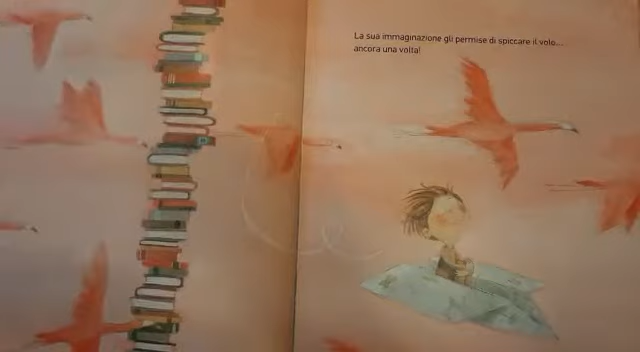 La sua immaginazione gli permise di spiccare il volo...
ancora una volta!